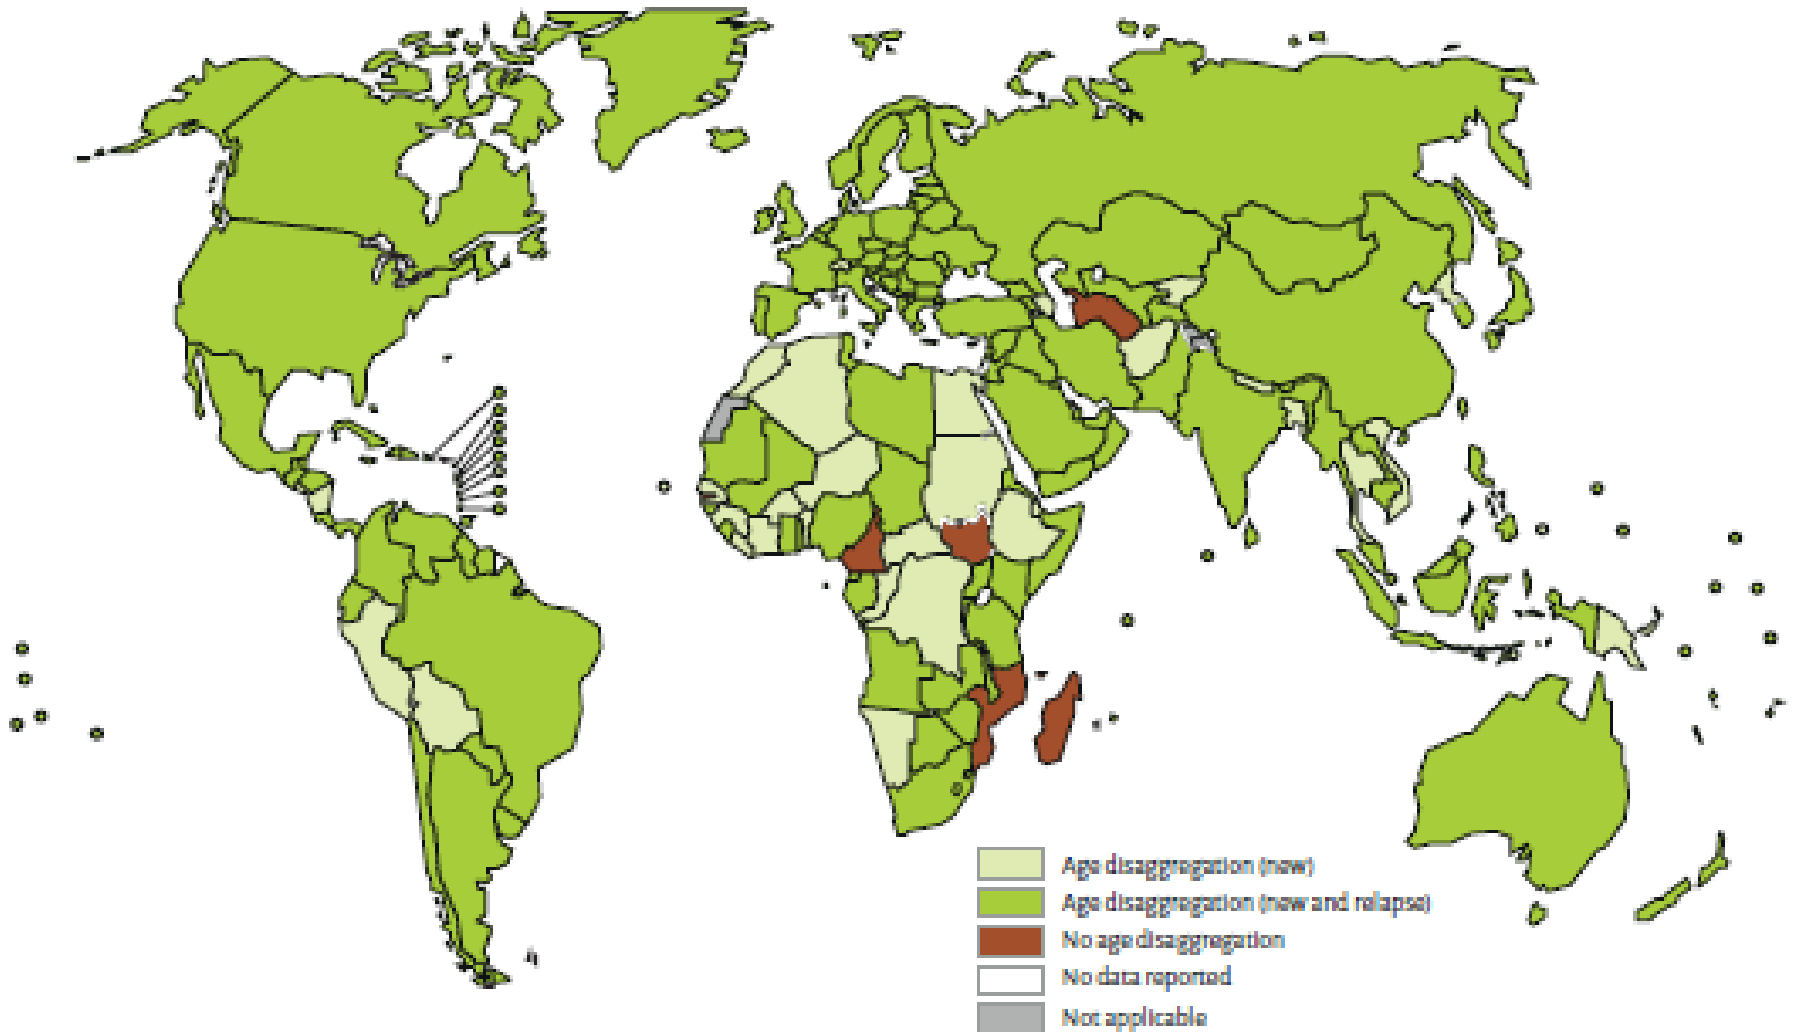 Age disaggregation (new)
Age disaggregation (new and relapse)
No age disaggregation
No data reported
Not applicable